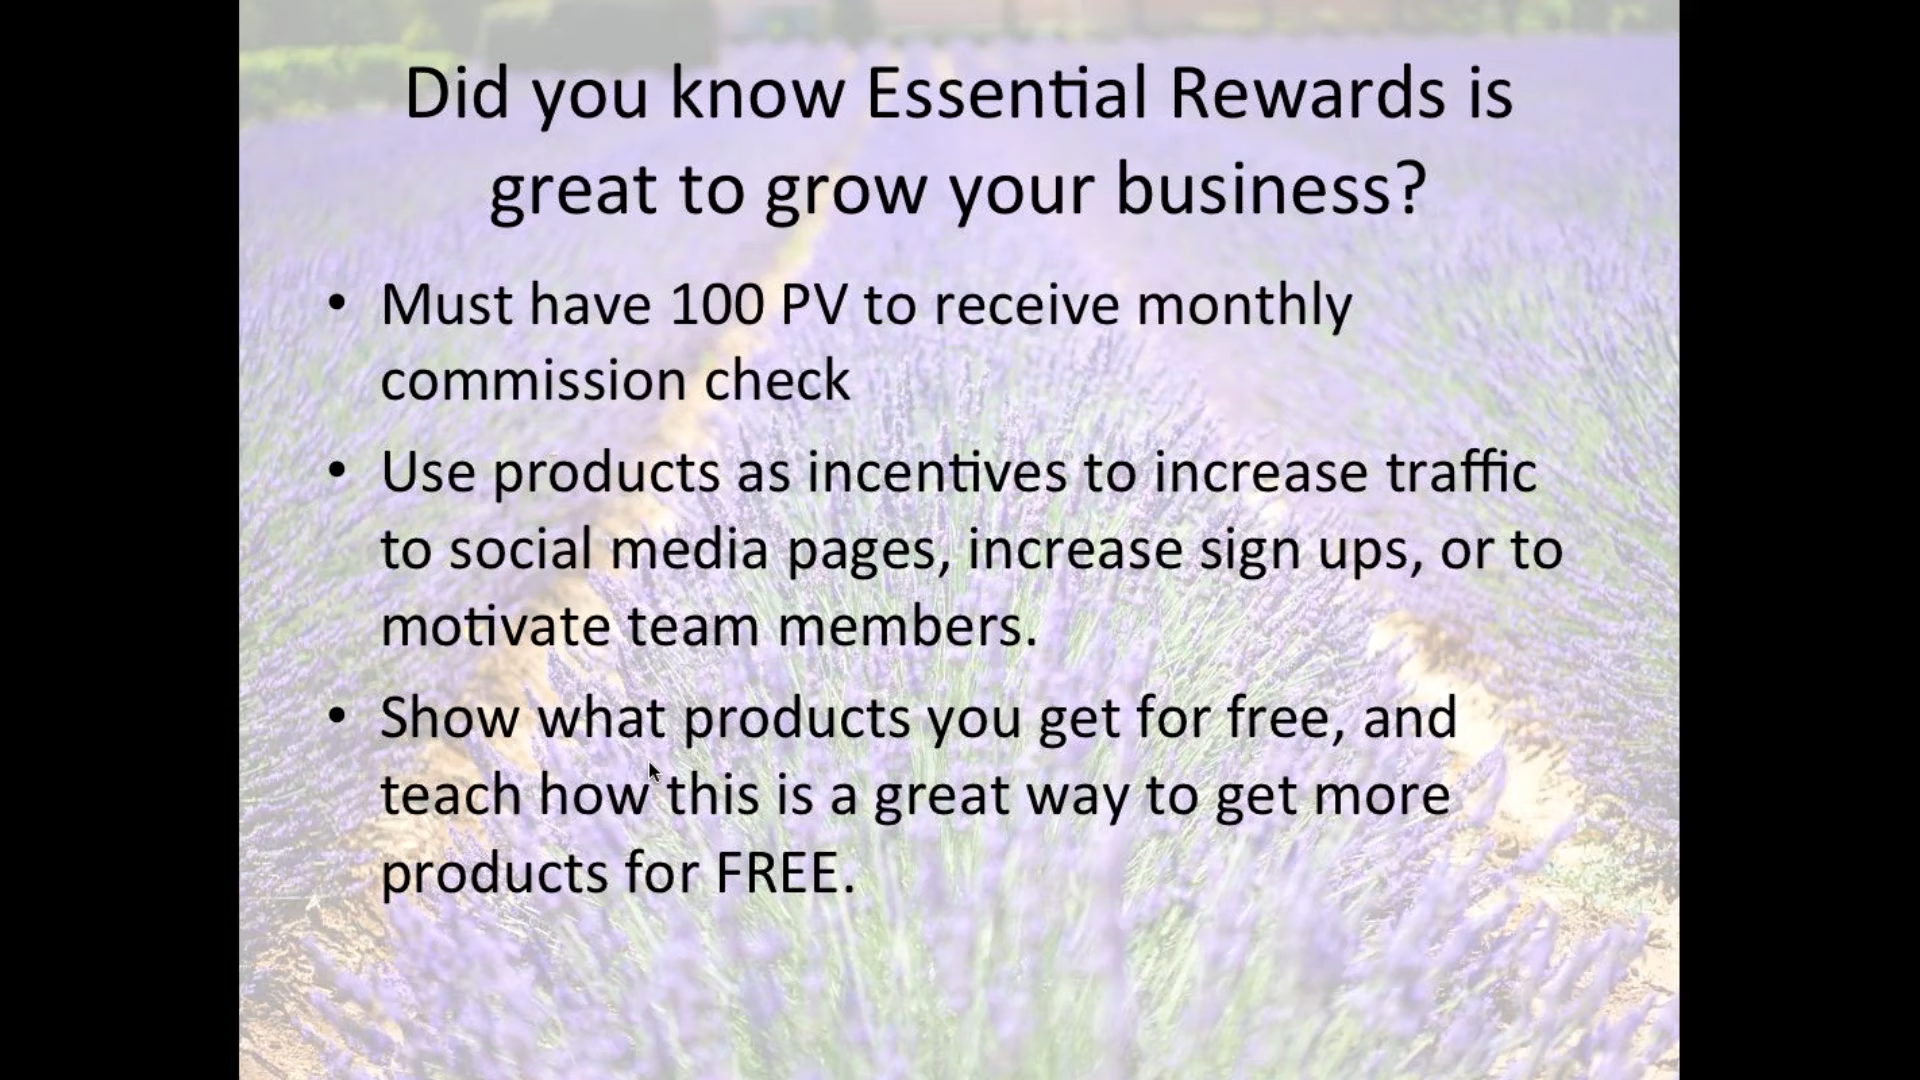 Did you know Essential Rewards is
great to grow your business?
• Must have 100 PV to receive monthly
commission check
• Use products as incentives to increase traffic
to social media pages, increase sign ups, or to
motivate team members.
• Show what products you get for free, and
teach how this is a great way to get more
products for FREE.